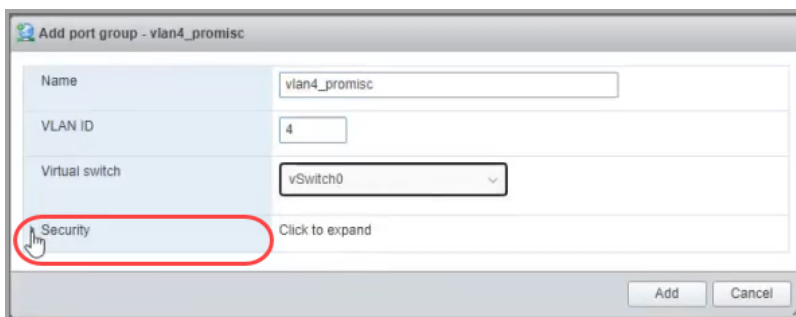 Add port group - vlan4_promisc
Name vlan4_promisc
VLAN ID 4
Virtual switch vSwitch0
Security Click to expand
Add Cancel